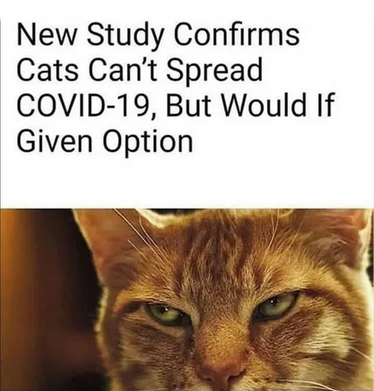 New Study Confirms
Cats Can’t Spread
COVID-19, But Would If
Given Option